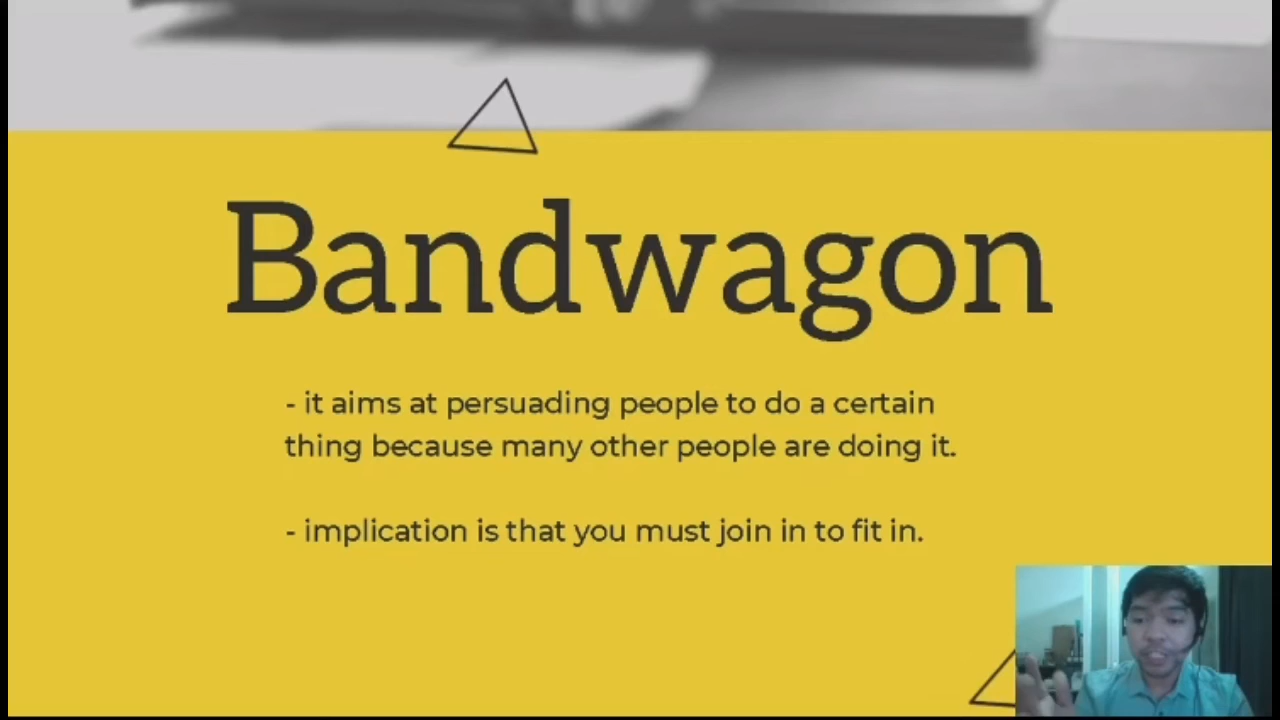 Bandwagon
- it aims at persuading people to do a certain
thing because many other people are doing it.
- implication is that you must join in to fit in.